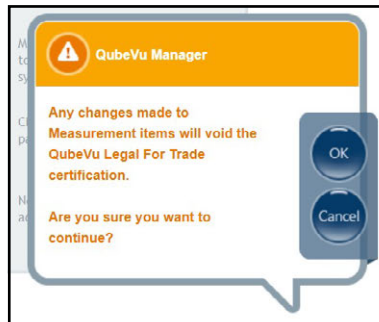 QubeVu Manager
Any changes made to
Measurement items will void the
QubeVu Legal For Trade
certification.
Are you sure you want to
continue?
OK
Cancel